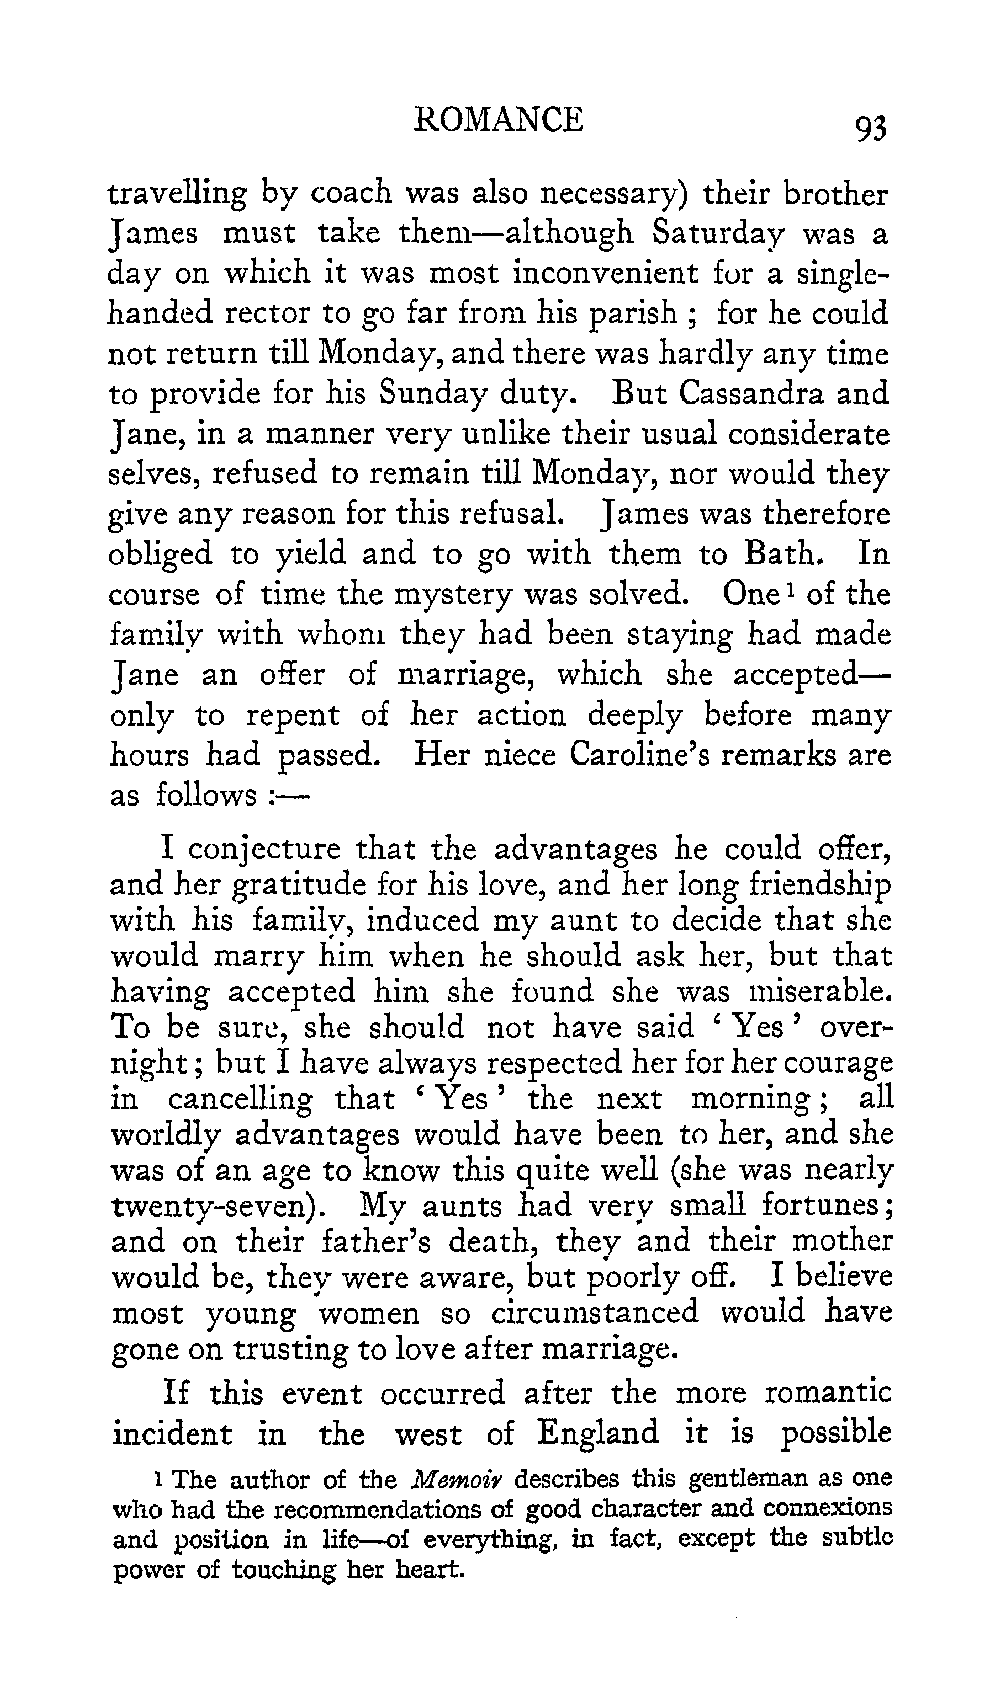 ROMANCE 93
travelling by coach was also necessary) their brother
James must take them—although Saturday was a
day on which it was most inconvenient for a single-
handed rector to go far from his parish ; for he could
not return till Monday, and there was hardly any time
to provide for his Sunday duty. But Cassandra and
Jane, in a manner very unlike their usual considerate
selves, refused to remain till Monday, nor would they
give any reason for this refusal. James was therefore
obliged to yield and to go with them to Bath. In
course of time the mystery was solved. One¹ of the
family with whom they had been staying had made
Jane an offer of marriage, which she accepted—
only to repent of her action deeply before many
hours had passed. Her niece Caroline's remarks are
as follows :—
I conjecture that the advantages he could offer,
and her gratitude for his love, and her long friendship
with his family, induced my aunt to decide that she
would marry him when he should ask her, but that
having accepted him she found she was miserable.
To be sure, she should not have said ‘ Yes ’ over-
night ; but I have always respected her for her courage
in cancelling that ‘ Yes ’ the next morning ; all
worldly advantages would have been to her, and she
was of an age to know this quite well (she was nearly
twenty-seven). My aunts had very small fortunes ;
and on their father's death, they and their mother
would be, they were aware, but poorly off. I believe
most young women so circumstanced would have
gone on trusting to love after marriage.
If this event occurred after the more romantic
incident in the west of England it is possible
1 The author of the Memoir describes this gentleman as one
who had the recommendations of good character and connexions
and position in life—of everything, in fact, except the subtle
power of touching her heart.